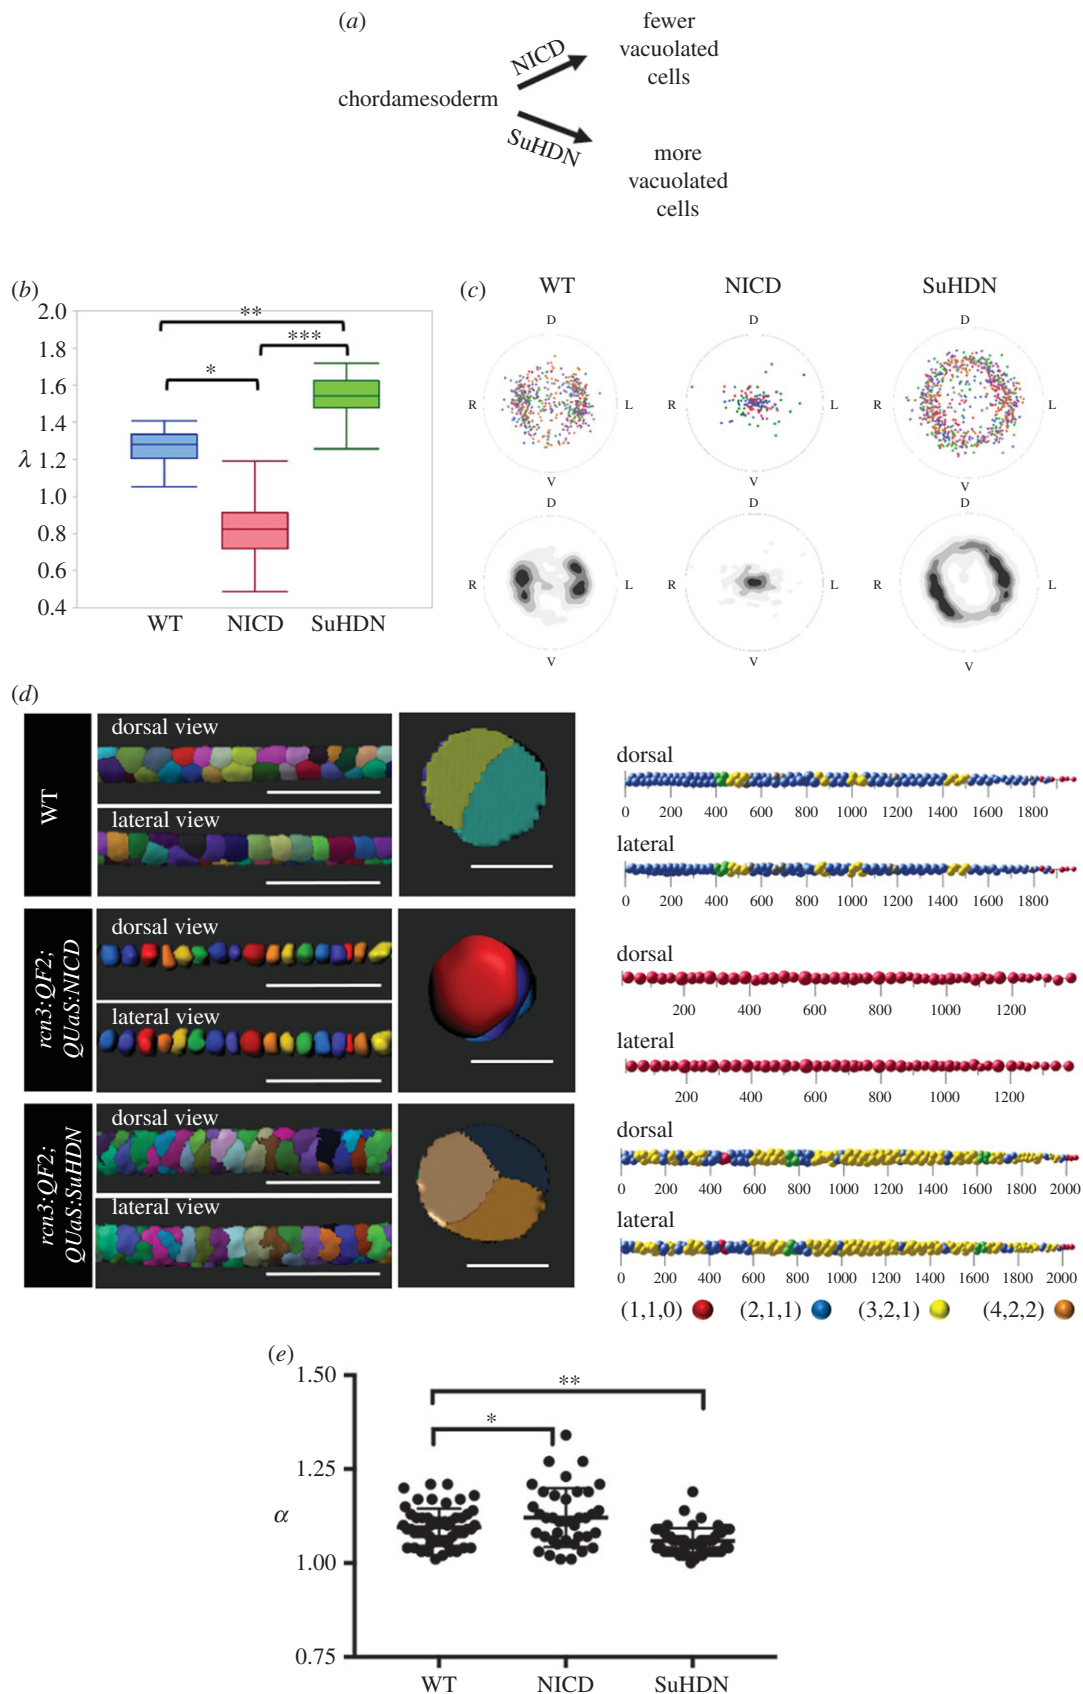 (a)
fewer
vacuolated
cells
NICD
chordamesoderm
SuHDN
more
vacuolated
cells
(b)
2.0
1.8
1.6
1.4
1.2
1.0
0.8
0.6
0.4
λ
**
***
*
WT NICD SuHDN
(c)
WT NICD SuHDN
D D D
R L R L R L
V V V
D D D
R L R L R L
V V V
(d)
WT
dorsal view
lateral view
dorsal
0 200 400 600 800 1000 1200 1400 1600 1800
lateral
0 200 400 600 800 1000 1200 1400 1600 1800
rcn3:QF2;
QUaS:NICD
dorsal view
lateral view
dorsal
200 400 600 800 1000 1200
lateral
200 400 600 800 1000 1200
rcn3:QF2;
QUaS:SuHDN
dorsal view
lateral view
dorsal
0 200 400 600 800 1000 1200 1400 1600 1800 2000
lateral
0 200 400 600 800 1000 1200 1400 1600 1800 2000
(1,1,0) (2,1,1) (3,2,1) (4,2,2)
(e)
1.50
1.25
1.00
0.75
α
**
*
WT NICD SuHDN